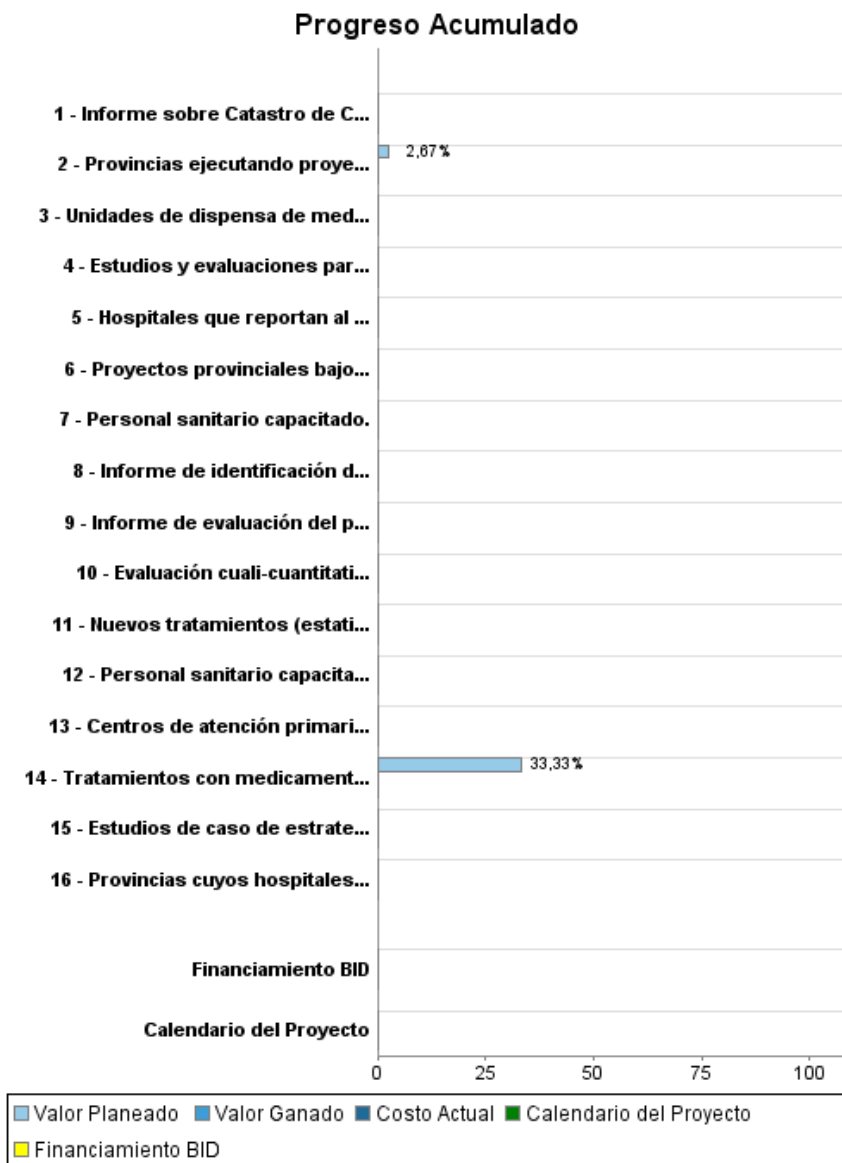 Progreso Acumulado
1 - Informe sobre Catastro de C...
2,67%
2 - Provincias ejecutando proye...
3 - Unidades de dispensa de med...
4 - Estudios y evaluaciones par...
5 - Hospitales que reportan al ...
6 - Proyectos provinciales bajo...
7 - Personal sanitario capacitado.
8 - Informe de identificación d...
9 - Informe de evaluación del p...
10 - Evaluación cuali-cuantitati...
11 - Nuevos tratamientos (estati...
12 - Personal sanitario capacita...
13 - Centros de atención primari...
33,33%
14 - Tratamientos con medicament...
15 - Estudios de caso de estrate...
16 - Provincias cuyos hospitales...
Financiamiento BID
Calendario del Proyecto
0 25 50 75 100
Valor Planeado Valor Ganado Costo Actual Calendario del Proyecto
Financiamiento BID